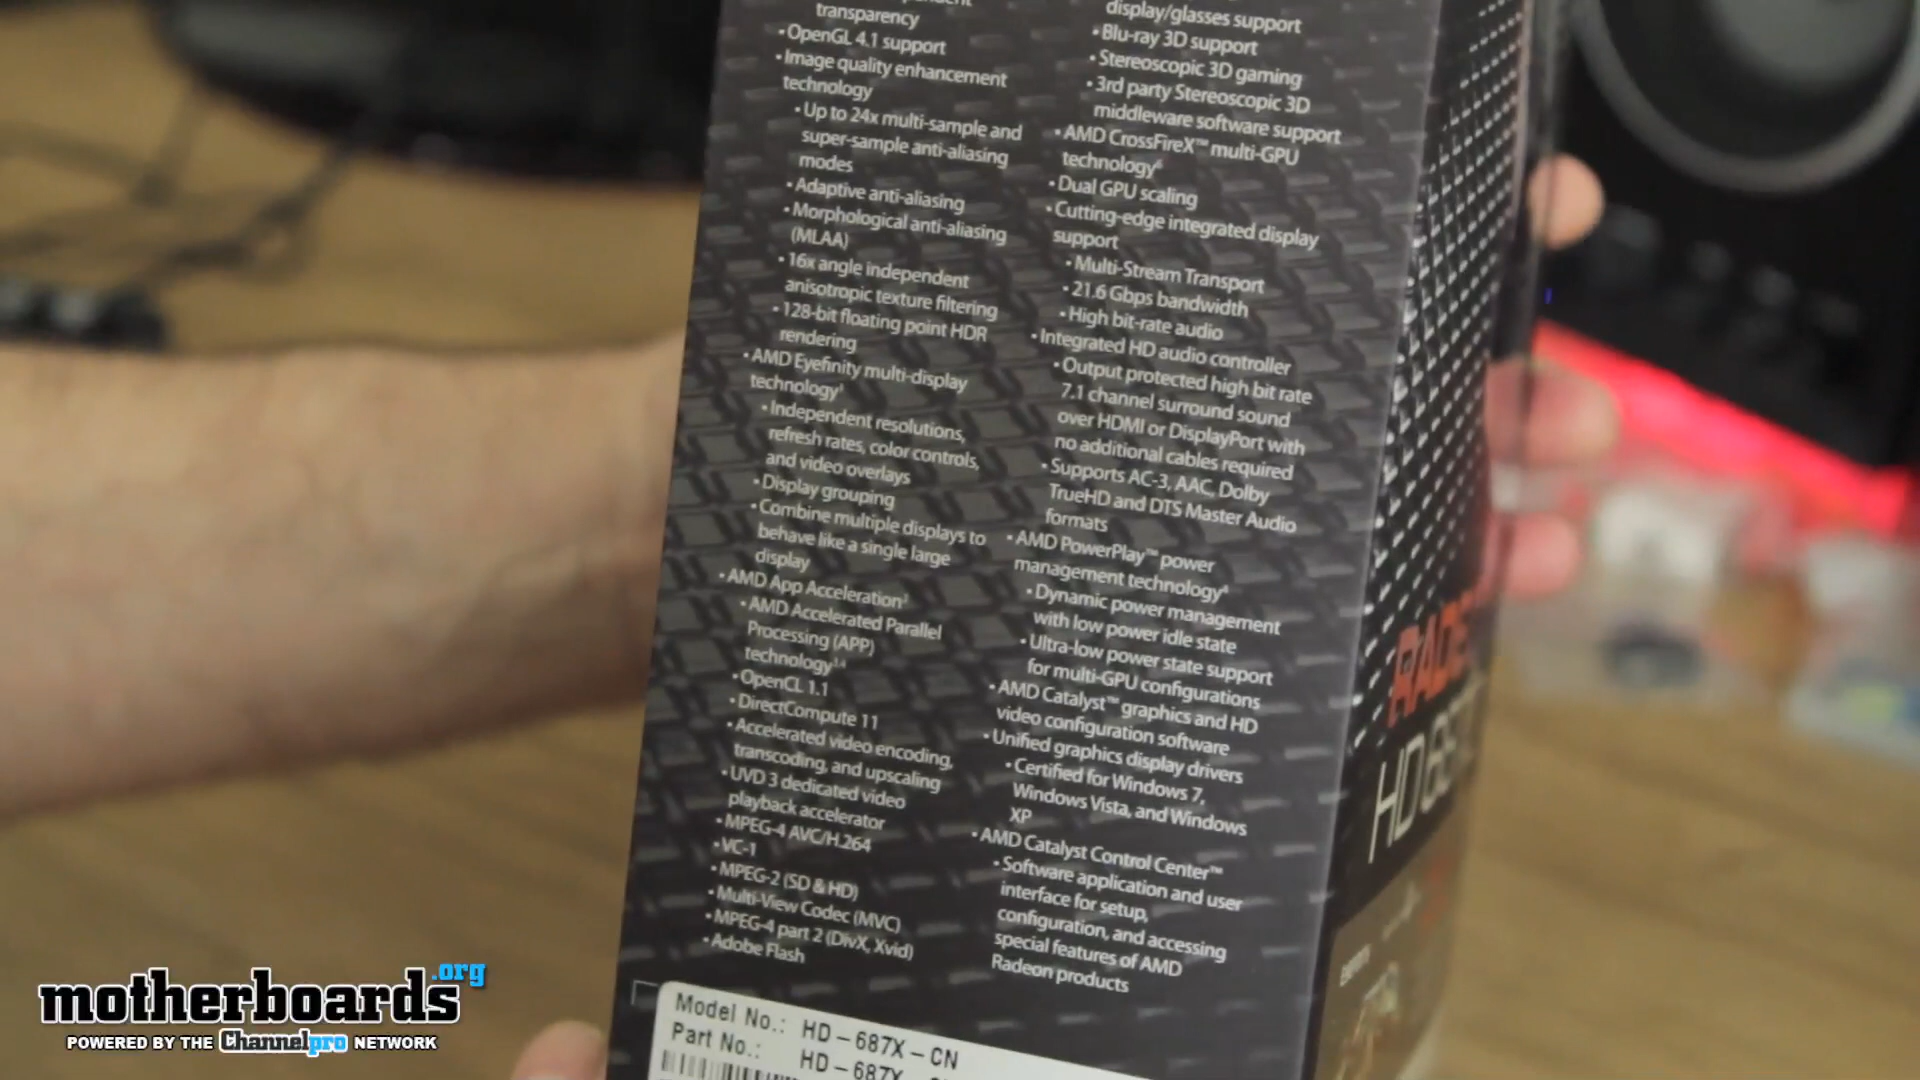 transparency
• OpenGL 4.1 support
• Image quality enhancement
technology
• Up to 24x multi-sample and
super-sample anti-aliasing
modes
• Adaptive anti-aliasing
• Morphological anti-aliasing
(MLAA)
• 16x angle independent
anisotropic texture filtering
• 128-bit floating point HDR
rendering
• AMD Eyefinity multi-display
technology³
• Independent resolutions,
refresh rates, color controls,
and video overlays
• Display grouping
• Combine multiple displays to
behave like a single large
display
• AMD App Acceleration
• AMD Accelerated Parallel
Processing (APP)
technology
• OpenCL 1.1
• DirectCompute 11
• Accelerated video encoding,
transcoding, and upscaling
• UVD 3 dedicated video
playback accelerator
• MPEG-4 AVC/H.264
• VC-1
• MPEG-2 (SD & HD)
• Multi-View Codec (MVC)
• MPEG-4 part 2 (DivX, Xvid)
• Adobe Flash
display/glasses support
• Blu-ray 3D support
• Stereoscopic 3D gaming
• 3rd party Stereoscopic 3D
middleware software support
• AMD CrossFireX™ multi-GPU
technology⁶
• Dual GPU scaling
• Cutting-edge integrated display
support
• Multi-Stream Transport
• 21.6 Gbps bandwidth
• High bit-rate audio
• Integrated HD audio controller
• Output protected high bit rate
7.1 channel surround sound
over HDMI or DisplayPort with
no additional cables required
• Supports AC-3, AAC, Dolby
TrueHD and DTS Master Audio
formats
• AMD PowerPlay™ power
management technology⁴
• Dynamic power management
with low power idle state
• Ultra-low power state support
for multi-GPU configurations
• AMD Catalyst™ graphics and HD
video configuration software
• Unified graphics display drivers
• Certified for Windows 7,
Windows Vista, and Windows
XP
• AMD Catalyst Control Center™
• Software application and user
interface for setup,
configuration, and accessing
special features of AMD
Radeon products
Model No.: HD-687X-CN
Part No.: HD-687X
HD
motherboards.org
POWERED BY THE Channelpro NETWORK